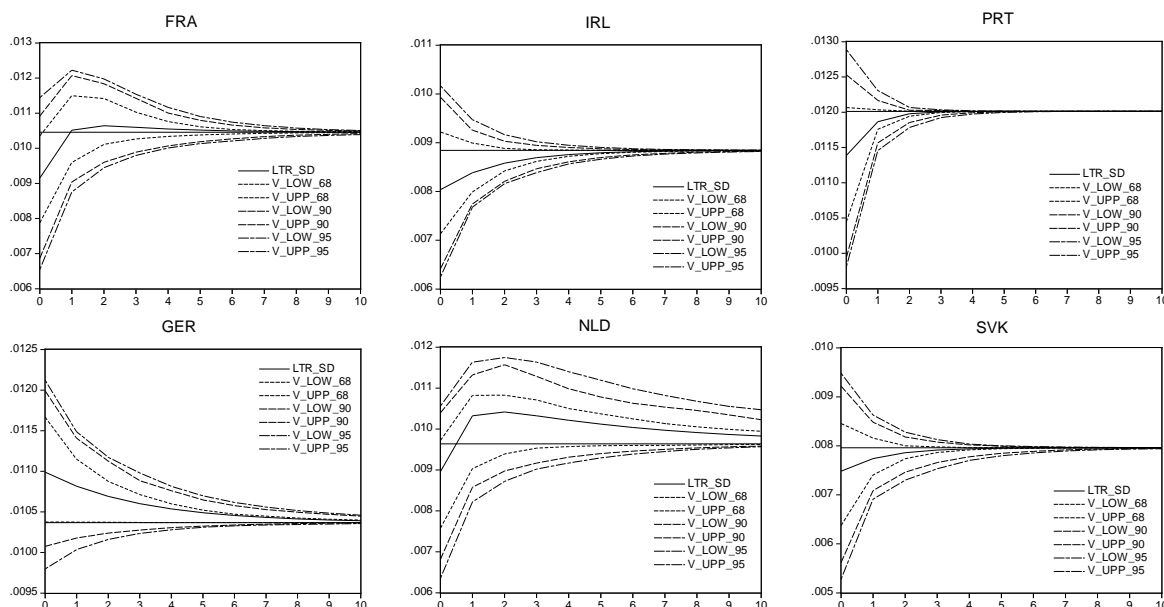 FRA
.013
.012
.011
.010
.009
.008
.007
.006
LTR_SD
V_LOW_68
V_UPP_68
V_LOW_90
V_UPP_90
V_LOW_95
V_UPP_95
0 1 2 3 4 5 6 7 8 9 10
IRL
.011
.010
.009
.008
.007
.006
LTR_SD
V_LOW_68
V_UPP_68
V_LOW_90
V_UPP_90
V_LOW_95
V_UPP_95
0 1 2 3 4 5 6 7 8 9 10
PRT
.0130
.0125
.0120
.0115
.0110
.0105
.0100
.0095
LTR_SD
V_LOW_68
V_UPP_68
V_LOW_90
V_UPP_90
V_LOW_95
V_UPP_95
0 1 2 3 4 5 6 7 8 9 10
GER
.0125
.0120
.0115
.0110
.0105
.0100
.0095
LTR_SD
V_LOW_68
V_UPP_68
V_LOW_90
V_UPP_90
V_LOW_95
V_UPP_95
0 1 2 3 4 5 6 7 8 9 10
NLD
.012
.011
.010
.009
.008
.007
.006
LTR_SD
V_LOW_68
V_UPP_68
V_LOW_90
V_UPP_90
V_LOW_95
V_UPP_95
0 1 2 3 4 5 6 7 8 9 10
SVK
.010
.009
.008
.007
.006
.005
LTR_SD
V_LOW_68
V_UPP_68
V_LOW_90
V_UPP_90
V_LOW_95
V_UPP_95
0 1 2 3 4 5 6 7 8 9 10